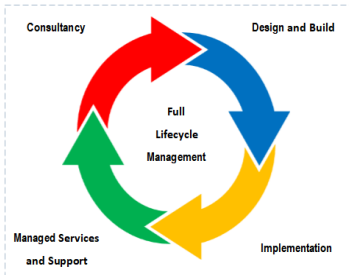 Consultancy
Design and Build
Full
Lifecycle
Management
Managed Services
and Support
Implementation